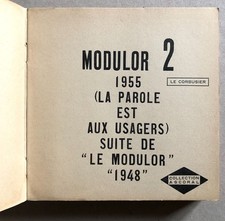 MODULOR 2
LE CORBUSIER
1955
(LA PAROLE
EST
AUX USAGERS)
SUITE DE
"LE MODULOR"
"1948"
COLLECTION
ASCORAL